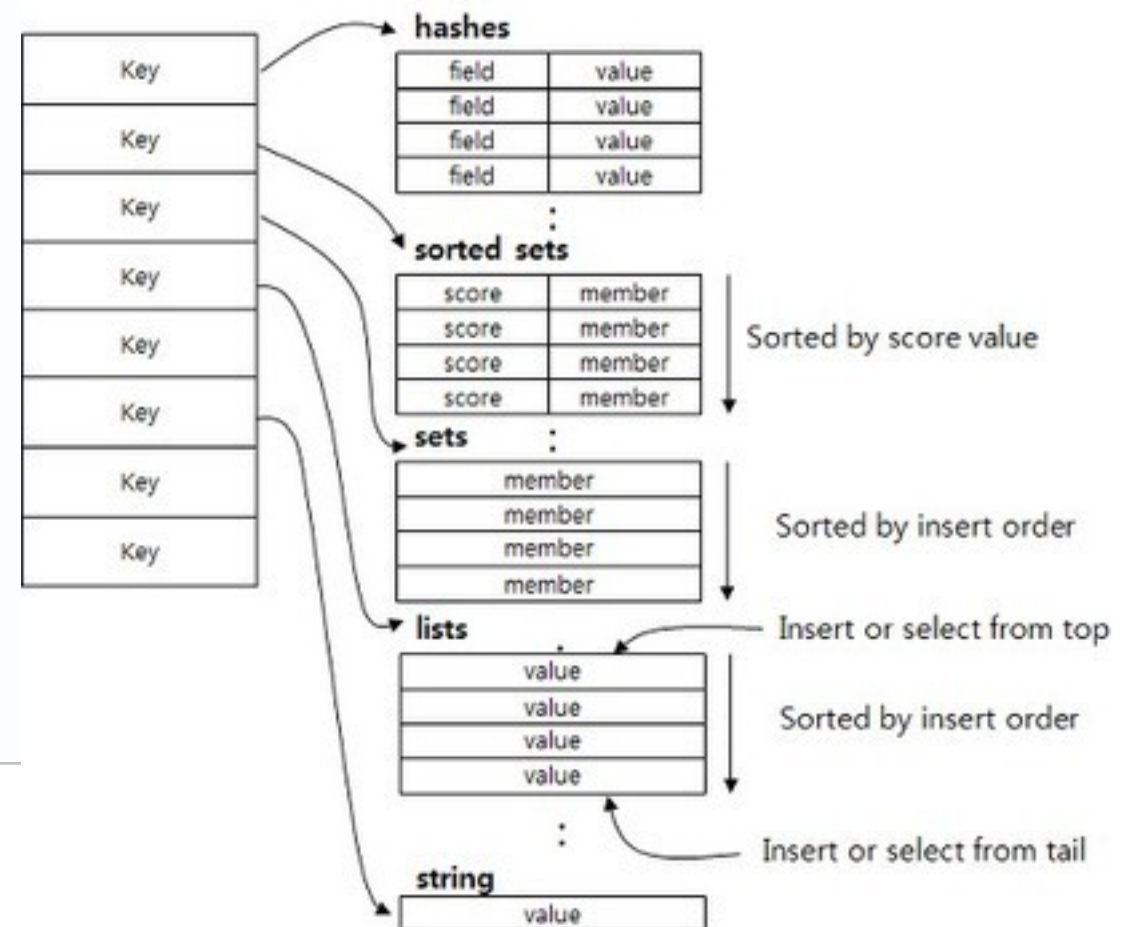 Key
Key
Key
Key
Key
Key
Key
Key
hashes
field value
field value
field value
field value
sorted sets
score member
score member
score member
score member
Sorted by score value
sets
member
member
member
member
Sorted by insert order
lists
Insert or select from top
value
value
value
value
Sorted by insert order
Insert or select from tail
string
value